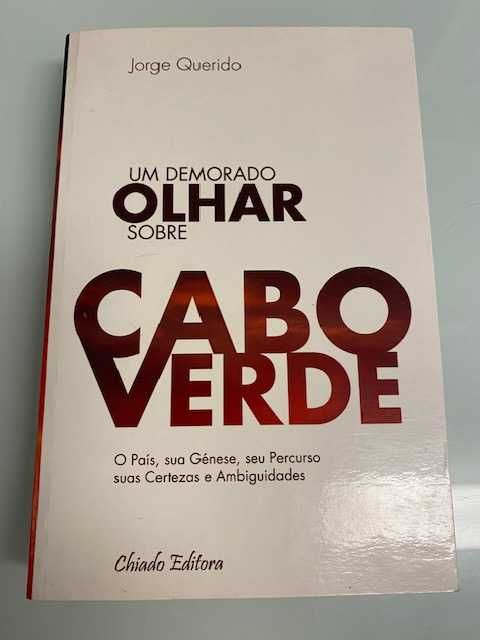 Jorge Querido
UM DEMORADO
OLHAR
SOBRE
CABO
VERDE
O País, sua Génese, seu Percurso
suas Certezas e Ambiguidades
Chiado Editora